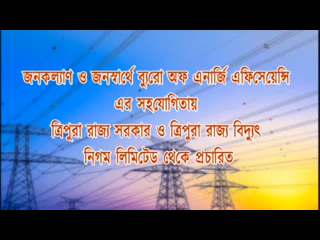 জনকল্যাণ ও জনস্বার্থে ব্যুরো অফ এনার্জি এফিসেয়েন্সি
এর সহযোগিতায়
ত্রিপুরা রাজ্য সরকার ও ত্রিপুরা রাজ্য বিদ্যুৎ
নিগম লিমিটেড থেকে প্রচারিত